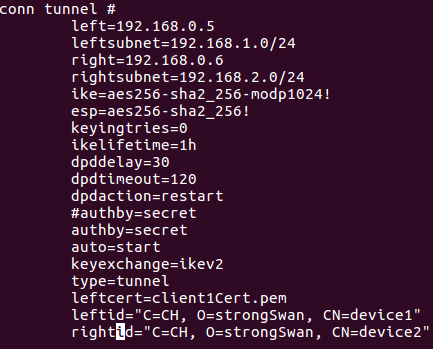 conn tunnel #
left=192.168.0.5
leftsubnet=192.168.1.0/24
right=192.168.0.6
rightsubnet=192.168.2.0/24
ike=aes256-sha2_256-modp1024!
esp=aes256-sha2_256!
keyingtries=0
ikelifetime=1h
dpddelay=30
dpdtimeout=120
dpdaction=restart
#authby=secret
authby=secret
auto=start
keyexchange=ikev2
type=tunnel
leftcert=client1Cert.pem
leftid="C=CH, O=strongSwan, CN=device1"
rightid="C=CH, O=strongSwan, CN=device2"